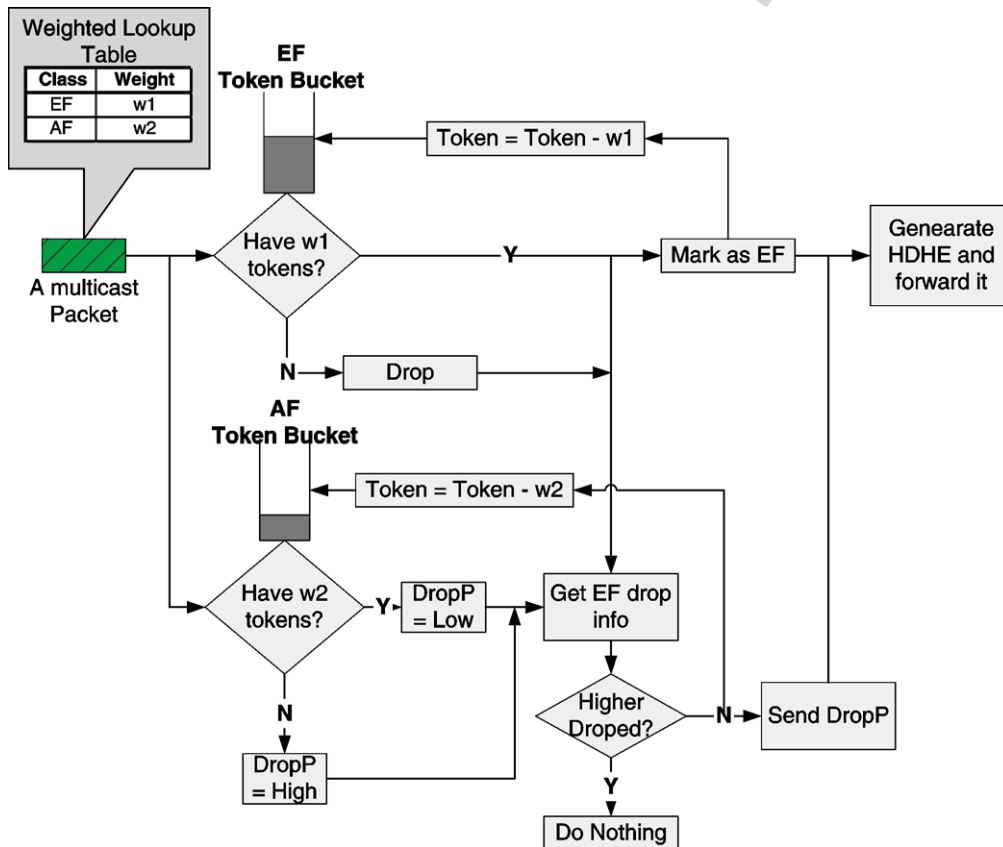 Weighted Lookup
Table
Class Weight
EF w1
AF w2
EF
Token Bucket
Token = Token - w1
A multicast
Packet
Have w1
tokens?
Y
Mark as EF
Genearate
HDHE and
forward it
N
Drop
AF
Token Bucket
Token = Token - w2
Have w2
tokens?
Y
DropP
= Low
Get EF drop
info
N
DropP
= High
Higher
Droped?
N
Send DropP
Y
Do Nothing